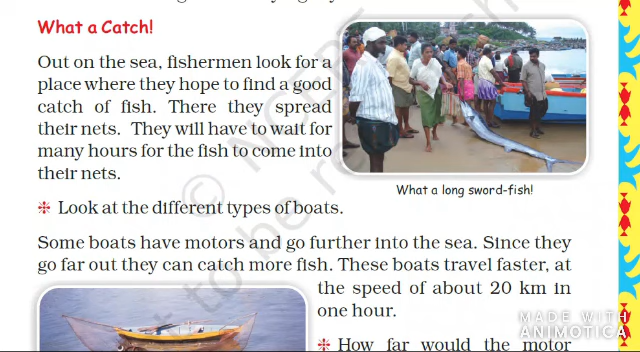 What a Catch!
Out on the sea, fishermen look for a
place where they hope to find a good
catch of fish. There they spread
their nets. They will have to wait for
many hours for the fish to come into
their nets.
What a long sword-fish!
Look at the different types of boats.
Some boats have motors and go further into the sea. Since they
go far out they can catch more fish. These boats travel faster, at
the speed of about 20 km in
one hour.
How far would the motor
MADE WITH
ANIMOTICA